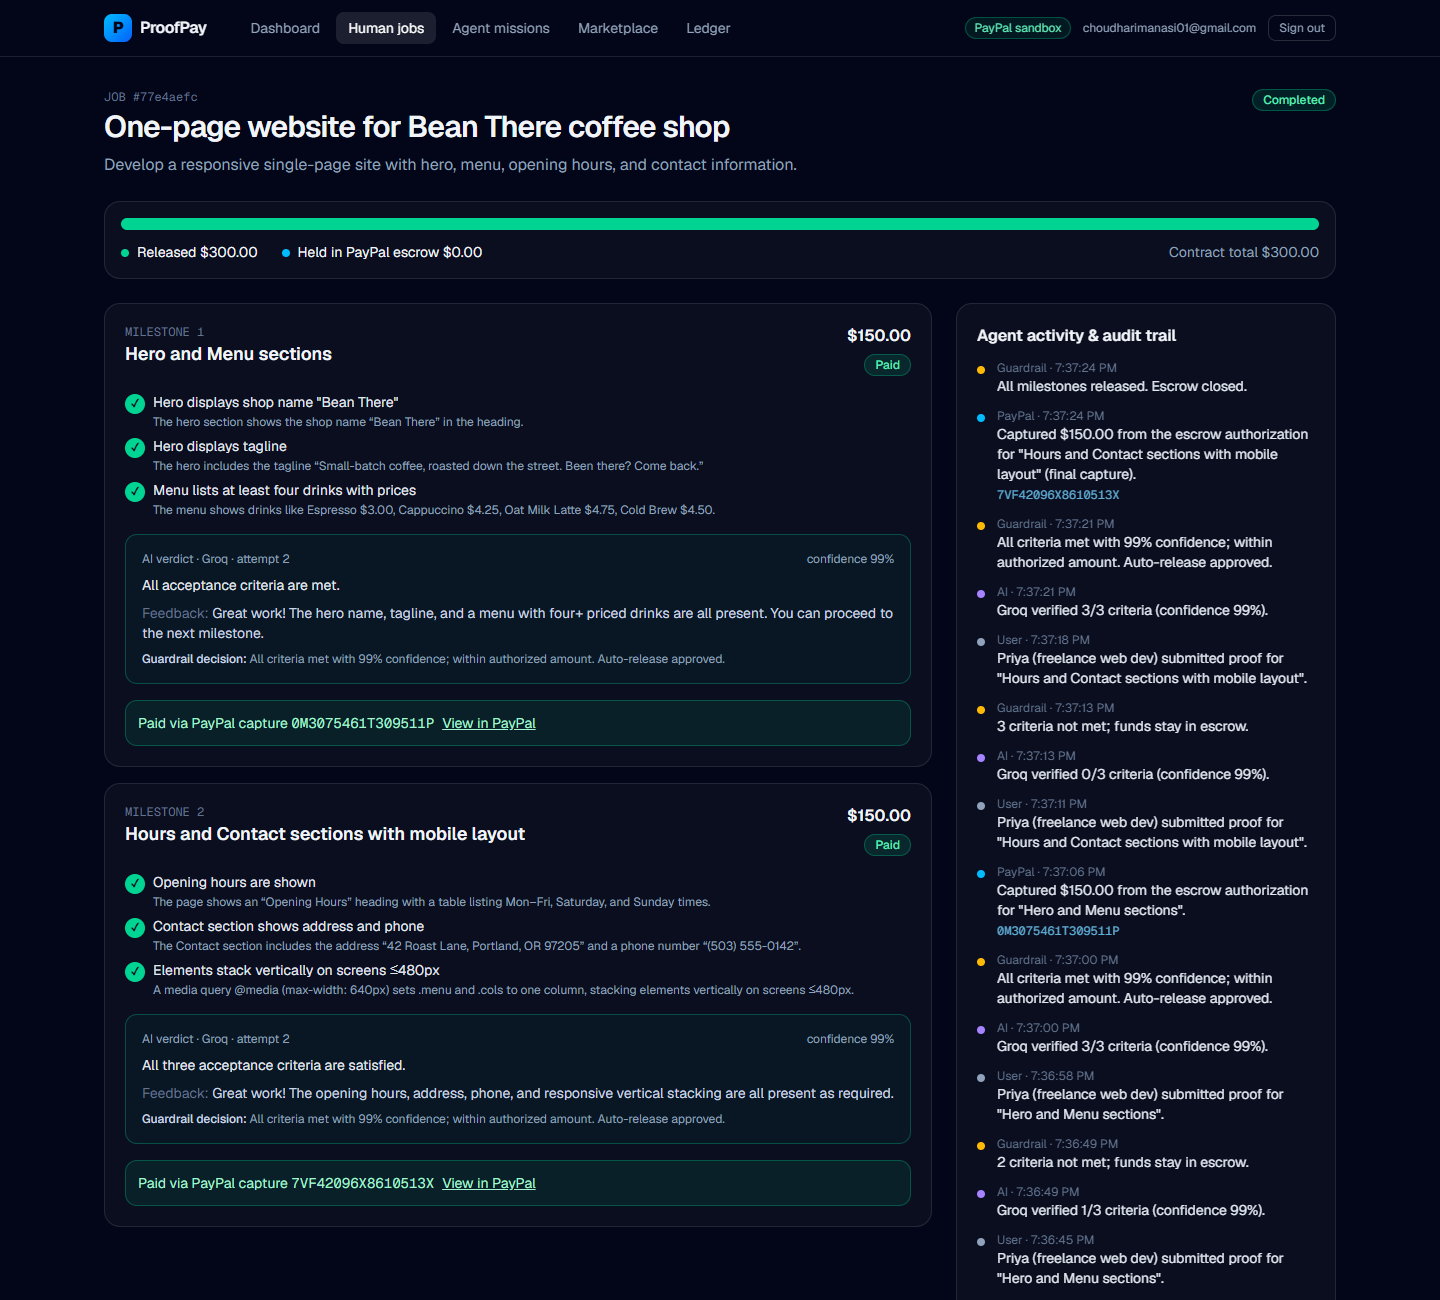 P ProofPay Dashboard Human jobs Agent missions Marketplace Ledger PayPal sandbox choudharimanasi01@gmail.com Sign out
JOB #77e4aefc
Completed
One-page website for Bean There coffee shop
Develop a responsive single-page site with hero, menu, opening hours, and contact information.
Released $300.00 Held in PayPal escrow $0.00 Contract total $300.00
MILESTONE 1
$150.00
Hero and Menu sections
Paid
Hero displays shop name "Bean There"
The hero section shows the shop name “Bean There” in the heading.
Hero displays tagline
The hero includes the tagline “Small-batch coffee, roasted down the street. Been there? Come back.”
Menu lists at least four drinks with prices
The menu shows drinks like Espresso $3.00, Cappuccino $4.25, Oat Milk Latte $4.75, Cold Brew $4.50.
AI verdict · Groq · attempt 2 confidence 99%
All acceptance criteria are met.
Feedback: Great work! The hero name, tagline, and a menu with four+ priced drinks are all present. You can proceed to
the next milestone.
Guardrail decision: All criteria met with 99% confidence; within authorized amount. Auto-release approved.
Paid via PayPal capture 0M3075461T309511P View in PayPal
MILESTONE 2
$150.00
Hours and Contact sections with mobile layout
Paid
Opening hours are shown
The page shows an “Opening Hours” heading with a table listing Mon–Fri, Saturday, and Sunday times.
Contact section shows address and phone
The Contact section includes the address “42 Roast Lane, Portland, OR 97205” and a phone number “(503) 555-0142”.
Elements stack vertically on screens ≤480px
A media query @media (max-width: 640px) sets .menu and .cols to one column, stacking elements vertically on screens ≤480px.
AI verdict · Groq · attempt 2 confidence 99%
All three acceptance criteria are satisfied.
Feedback: Great work! The opening hours, address, phone, and responsive vertical stacking are all present as required.
Guardrail decision: All criteria met with 99% confidence; within authorized amount. Auto-release approved.
Paid via PayPal capture 7VF42096X8610513X View in PayPal
Agent activity & audit trail
Guardrail · 7:37:24 PM
All milestones released. Escrow closed.
PayPal · 7:37:24 PM
Captured $150.00 from the escrow authorization
for "Hours and Contact sections with mobile
layout" (final capture).
7VF42096X8610513X
Guardrail · 7:37:21 PM
All criteria met with 99% confidence; within
authorized amount. Auto-release approved.
AI · 7:37:21 PM
Groq verified 3/3 criteria (confidence 99%).
User · 7:37:18 PM
Priya (freelance web dev) submitted proof for
"Hours and Contact sections with mobile layout".
Guardrail · 7:37:13 PM
3 criteria not met; funds stay in escrow.
AI · 7:37:13 PM
Groq verified 0/3 criteria (confidence 99%).
User · 7:37:11 PM
Priya (freelance web dev) submitted proof for
"Hours and Contact sections with mobile layout".
PayPal · 7:37:06 PM
Captured $150.00 from the escrow authorization
for "Hero and Menu sections".
0M3075461T309511P
Guardrail · 7:37:00 PM
All criteria met with 99% confidence; within
authorized amount. Auto-release approved.
AI · 7:37:00 PM
Groq verified 3/3 criteria (confidence 99%).
User · 7:36:58 PM
Priya (freelance web dev) submitted proof for
"Hero and Menu sections".
Guardrail · 7:36:49 PM
2 criteria not met; funds stay in escrow.
AI · 7:36:49 PM
Groq verified 1/3 criteria (confidence 99%).
User · 7:36:45 PM
Priya (freelance web dev) submitted proof for
"Hero and Menu sections".